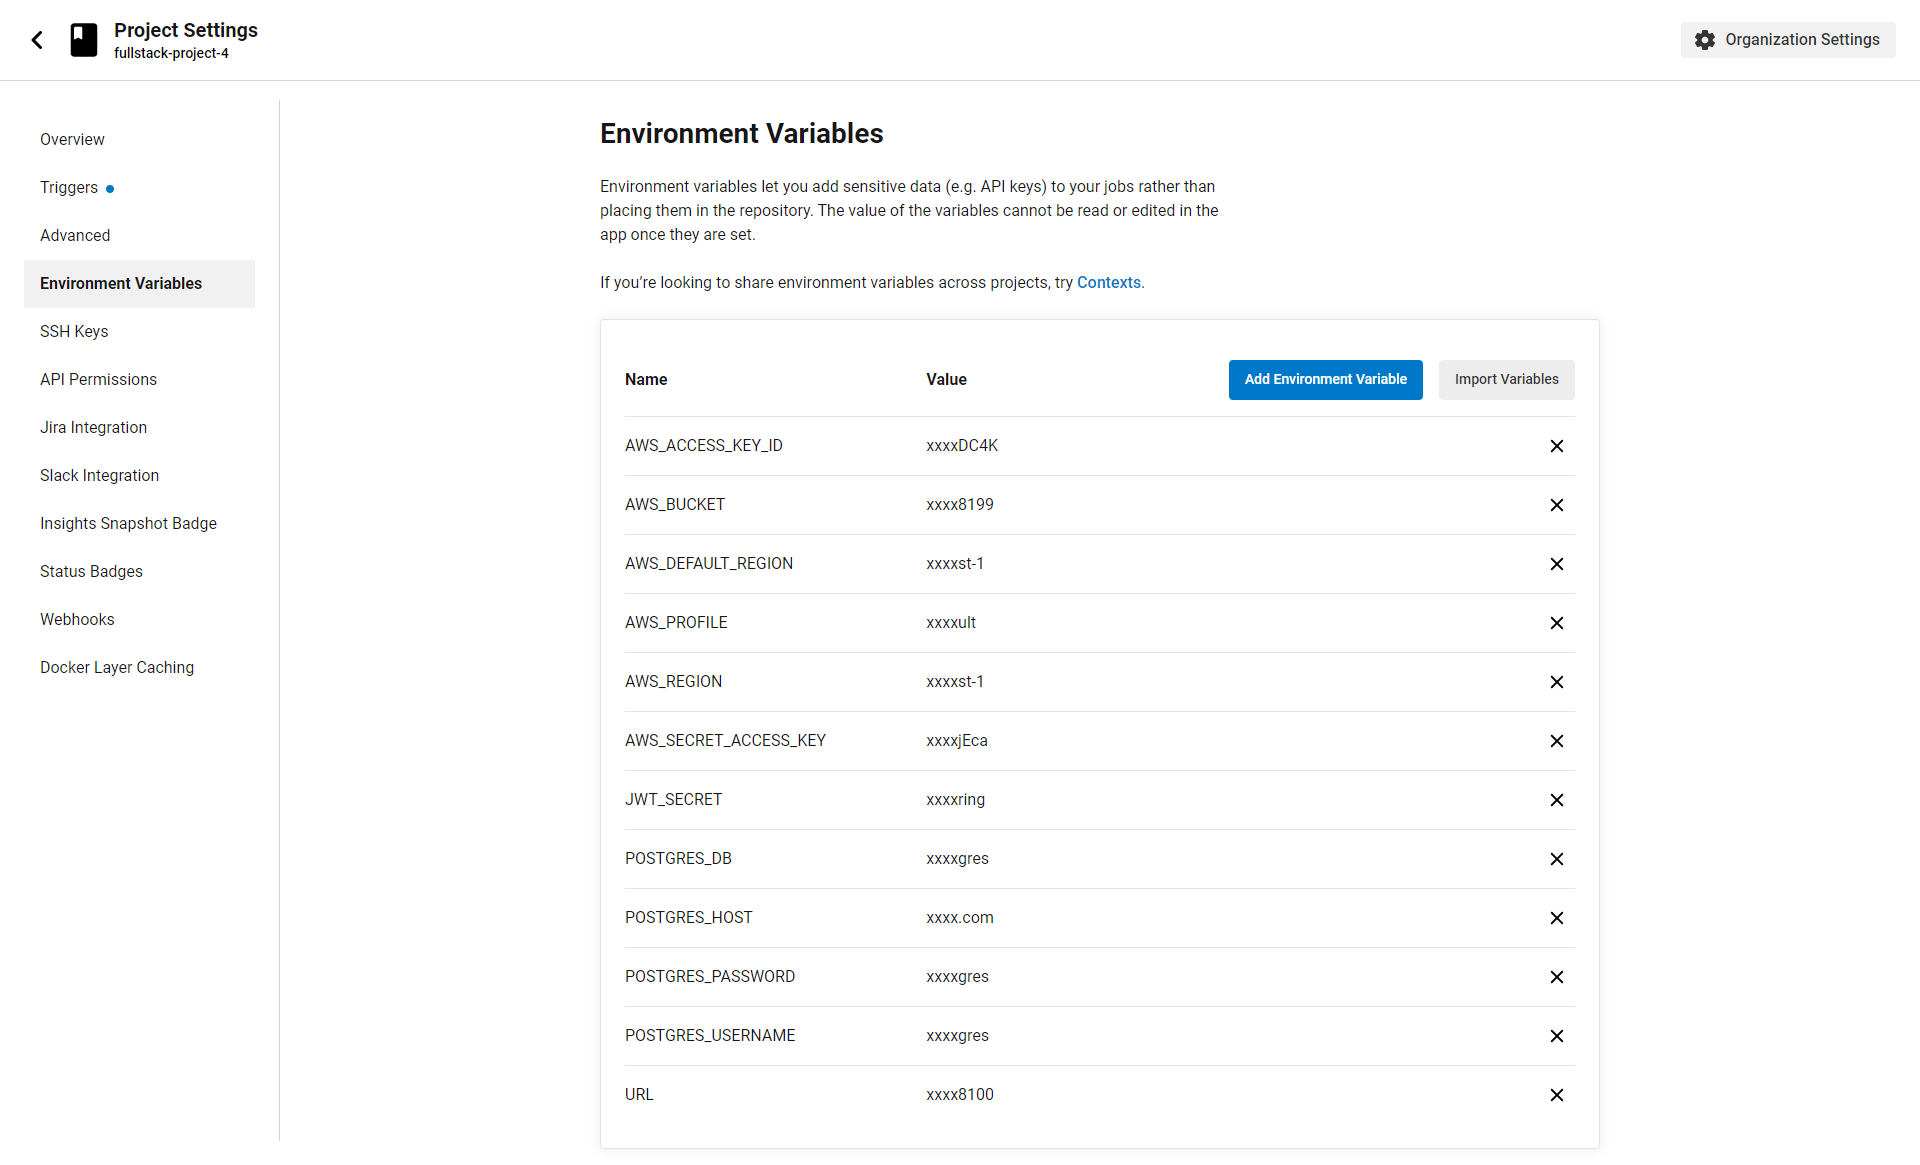 Project Settings
fullstack-project-4
Organization Settings
Overview
Triggers
Advanced
Environment Variables
SSH Keys
API Permissions
Jira Integration
Slack Integration
Insights Snapshot Badge
Status Badges
Webhooks
Docker Layer Caching
Environment Variables
Environment variables let you add sensitive data (e.g. API keys) to your jobs rather than
placing them in the repository. The value of the variables cannot be read or edited in the
app once they are set.
If you’re looking to share environment variables across projects, try Contexts.
Name Value Add Environment Variable Import Variables
AWS_ACCESS_KEY_ID xxxxDC4K
AWS_BUCKET xxxx8199
AWS_DEFAULT_REGION xxxxst-1
AWS_PROFILE xxxxult
AWS_REGION xxxxst-1
AWS_SECRET_ACCESS_KEY xxxxjEca
JWT_SECRET xxxxring
POSTGRES_DB xxxxgres
POSTGRES_HOST xxxx.com
POSTGRES_PASSWORD xxxxgres
POSTGRES_USERNAME xxxxgres
URL xxxx8100